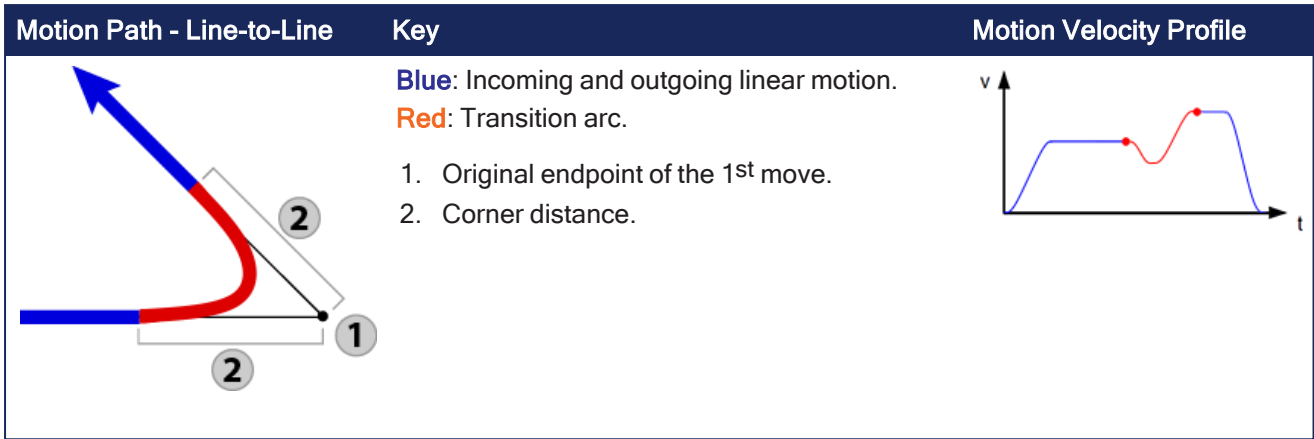 Motion Path - Line-to-Line Key Motion Velocity Profile
Blue: Incoming and outgoing linear motion.
Red: Transition arc.
1. Original endpoint of the 1st move.
2. Corner distance.
2
1
2
v
t